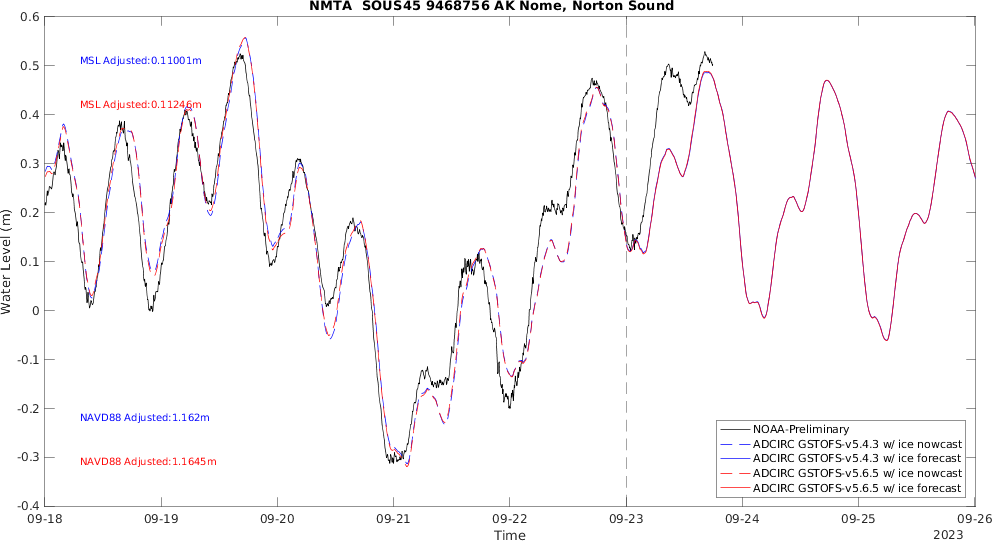 NMTA  SOUS45 9468756 AK Nome, Norton Sound
0.6
0.5
0.4
0.3
0.2
0.1
0
-0.1
-0.2
-0.3
-0.4
Water Level (m)
MSL Adjusted:0.11001m
MSL Adjusted:0.11246m
NAVD88 Adjusted:1.162m
NAVD88 Adjusted:1.1645m
NOAA-Preliminary
ADCIRC GSTOFS-v5.4.3 w/ ice nowcast
ADCIRC GSTOFS-v5.4.3 w/ ice forecast
ADCIRC GSTOFS-v5.6.5 w/ ice nowcast
ADCIRC GSTOFS-v5.6.5 w/ ice forecast
09-18 09-19 09-20 09-21 09-22 09-23 09-24 09-25 09-26
Time
2023